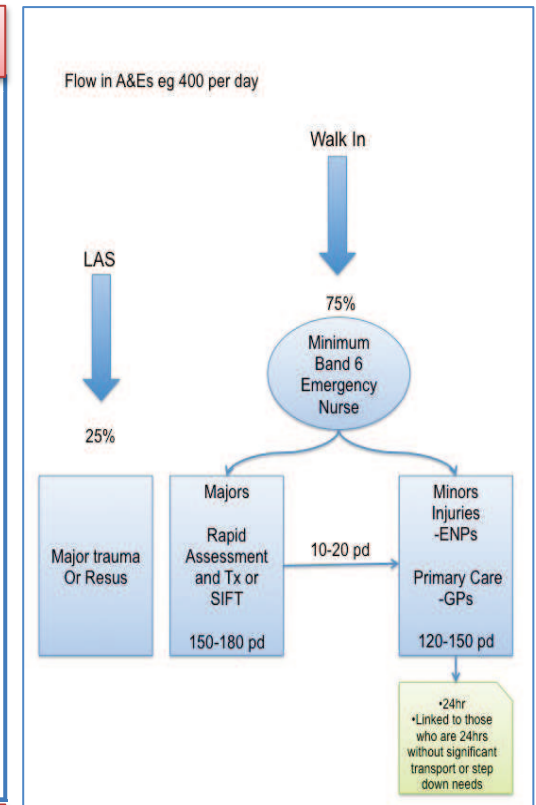 Flow in A&Es eg 400 per day
Walk In
LAS
75%
Minimum
Band 6
Emergency
Nurse
25%
Major trauma
Or Resus
Majors
Rapid
Assessment
and Tx or
SIFT
150-180 pd
10-20 pd
Minors
Injuries
-ENPs
Primary Care
-GPs
120-150 pd
•24hr
•Linked to those
who are 24hrs
without significant
transport or step
down needs